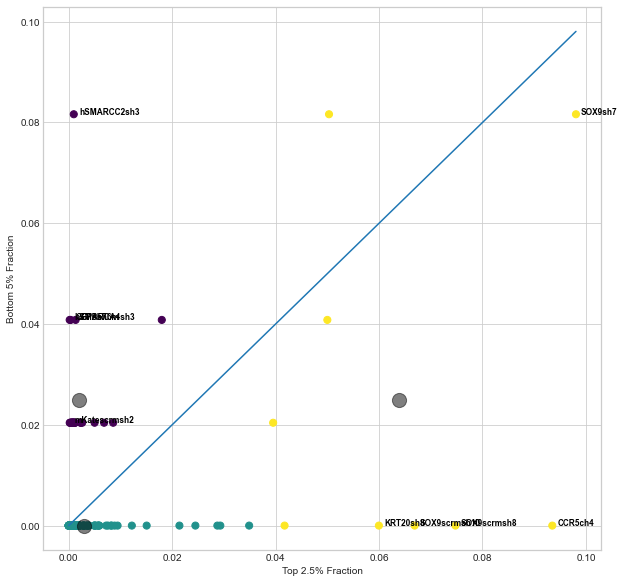 0.10
0.08
0.06
0.04
0.02
0.00
Bottom 5% Fraction
hSMARCC2sh3
SOX9sh7
KRT20sh8
CCR5ch4
0.00
0.02
0.04
0.06
0.08
0.10
Top 2.5% Fraction